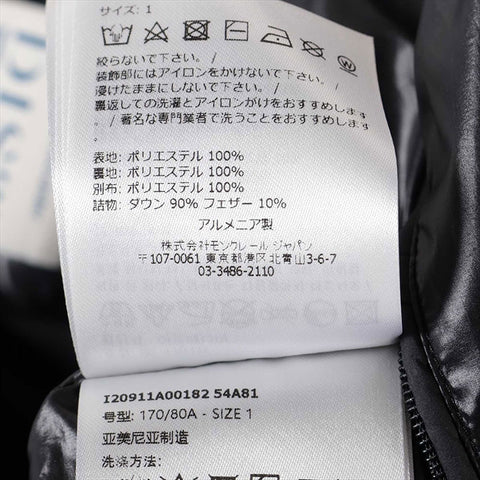 サイズ: 1
絞らないで下さい。/
装飾部にはアイロンをかけないで下さい。/
浸けたままにしないで下さい。/
裏返しての洗濯とアイロンがけをおすすめします
。/ 著名な専門業者で洗うことをおすすめします
。/
表地: ポリエステル 100%
裏地: ポリエステル 100%
別布: ポリエステル 100%
詰物: ダウン 90% フェザー 10%
アルメニア製
株式会社モンクレール ジャパン
〒107-0061 東京都港区北青山3-6-7
03-3486-2110
I20911A00182 54A81
号型: 170/80A - SIZE 1
亚美尼亚制造
洗涤方法: